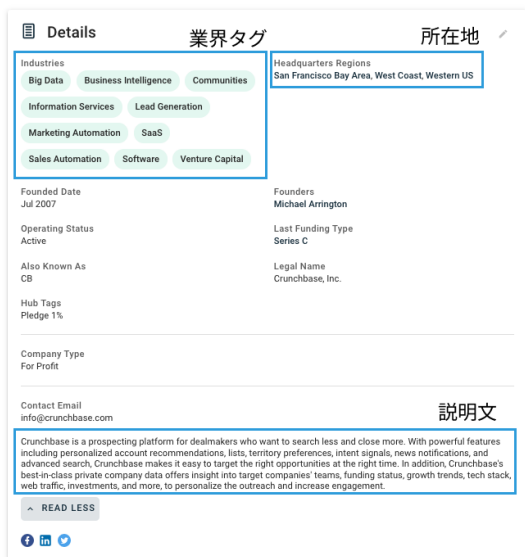 Details
業界タグ
所在地
Industries
Headquarters Regions
San Francisco Bay Area, West Coast, Western US
Big Data Business Intelligence Communities
Information Services Lead Generation
Marketing Automation SaaS
Sales Automation Software Venture Capital
Founded Date
Jul 2007
Founders
Michael Arrington
Operating Status
Active
Last Funding Type
Series C
Also Known As
CB
Legal Name
Crunchbase, Inc.
Hub Tags
Pledge 1%
Company Type
For Profit
Contact Email
info@crunchbase.com
説明文
Crunchbase is a prospecting platform for dealmakers who want to search less and close more. With powerful features
including personalized account recommendations, lists, territory preferences, intent signals, news notifications, and
advanced search, Crunchbase makes it easy to target the right opportunities at the right time. In addition, Crunchbase's
best-in-class private company data offers insight into target companies' teams, funding status, growth trends, tech stack,
web traffic, investments, and more, to personalize the outreach and increase engagement.
READ LESS